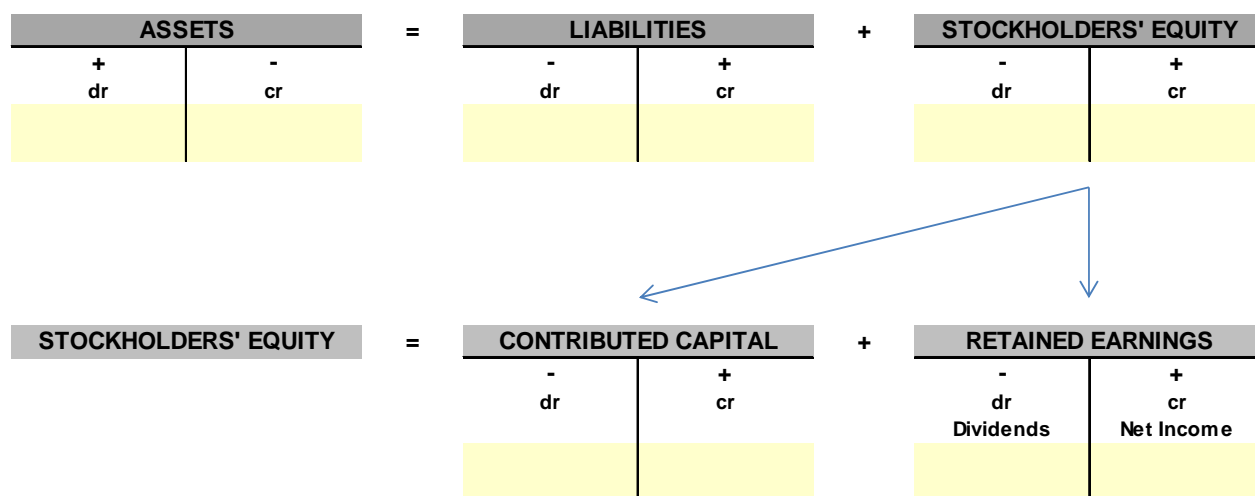 ASSETS = LIABILITIES + STOCKHOLDERS' EQUITY
+ - - + - +
dr cr dr cr dr cr
STOCKHOLDERS' EQUITY = CONTRIBUTED CAPITAL + RETAINED EARNINGS
- + - +
dr cr dr cr
Dividends Net Income